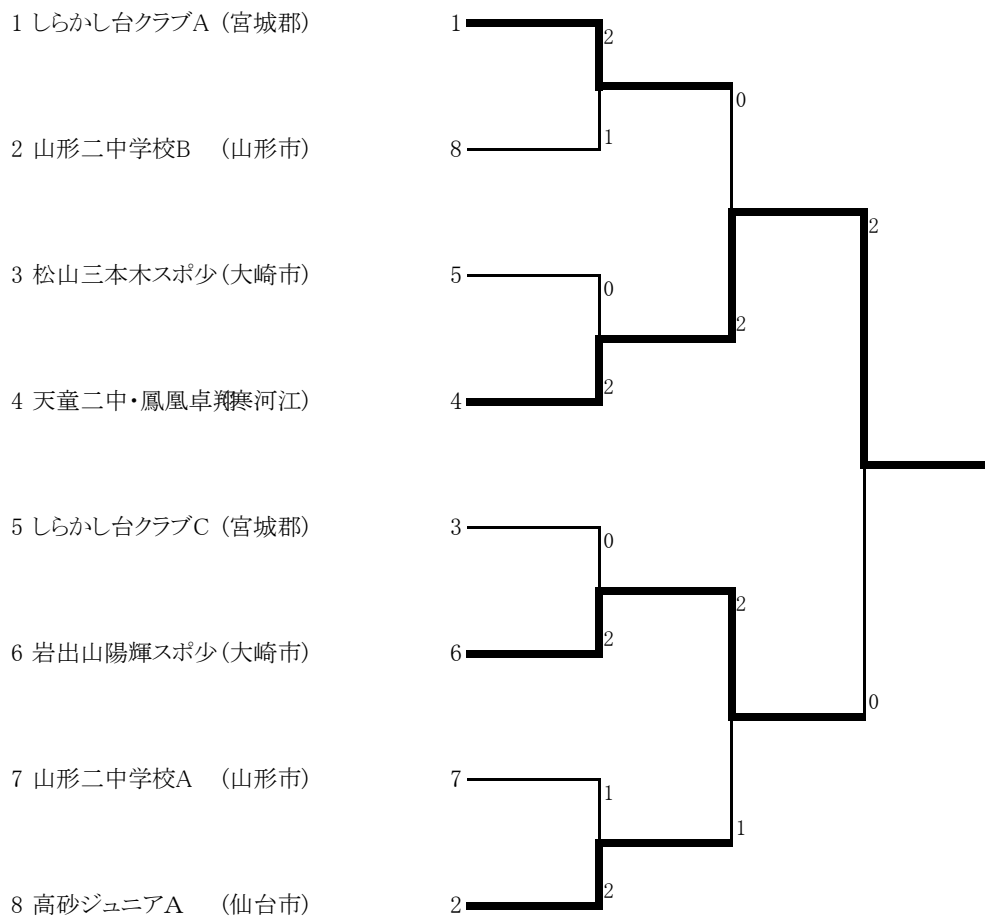 1 しらかし台クラブA (宮城郡) 1
2
0
2 山形二中学校B (山形市) 8
1
2
3 松山三本木スポ少(大崎市) 5
0
2
4 天童二中・鳳凰卓翔 寒河江) 4
2
5 しらかし台クラブC (宮城郡) 3
0
2
6 岩出山陽輝スポ少(大崎市) 6
2
0
7 山形二中学校A (山形市) 7
1
1
8 高砂ジュニアA (仙台市) 2
2